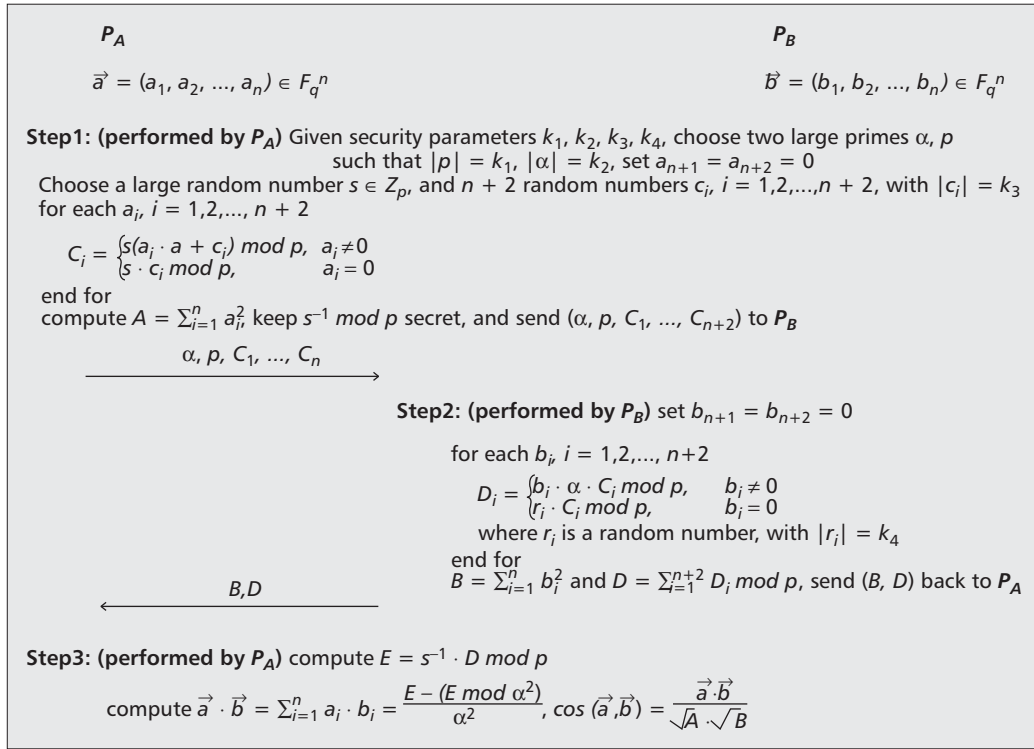 P_A P_B
a⃗ = (a_1, a_2, ..., a_n) ∈ F_q^n b⃗ = (b_1, b_2, ..., b_n) ∈ F_q^n
Step1: (performed by P_A) Given security parameters k_1, k_2, k_3, k_4, choose two large primes α, p
such that |p| = k_1, |α| = k_2, set a_{n+1} = a_{n+2} = 0
Choose a large random number s ∈ Z_p, and n + 2 random numbers c_i, i = 1,2,...,n + 2, with |c_i| = k_3
for each a_i, i = 1,2,..., n + 2
C_i = { s(a_i · a + c_i) mod p, a_i ≠ 0
s · c_i mod p, a_i = 0
end for
compute A = ∑_{i=1}^n a_i^2, keep s^{-1} mod p secret, and send (α, p, C_1, ..., C_{n+2}) to P_B
α, p, C_1, ..., C_n
Step2: (performed by P_B) set b_{n+1} = b_{n+2} = 0
for each b_i, i = 1,2,..., n+2
D_i = { b_i · α · C_i mod p, b_i ≠ 0
r_i · C_i mod p, b_i = 0
where r_i is a random number, with |r_i| = k_4
end for
B = ∑_{i=1}^n b_i^2 and D = ∑_{i=1}^{n+2} D_i mod p, send (B, D) back to P_A
B,D
Step3: (performed by P_A) compute E = s^{-1} · D mod p
compute a⃗ · b⃗ = ∑_{i=1}^n a_i · b_i = (E – (E mod α^2))/α^2, cos (a⃗,b⃗) = (a⃗·b⃗)/(√A · √B)